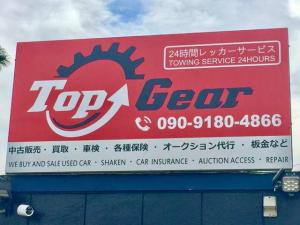 24時間レッカーサービス
TOWING SERVICE 24HOURS
Top Gear
090-9180-4866
中古販売・買取・車検・各種保険・オークション代行・板金など
WE BUY AND SALE USED CAR・SHAKEN・CAR INSURANCE・AUCTION ACCESS・REPAIR